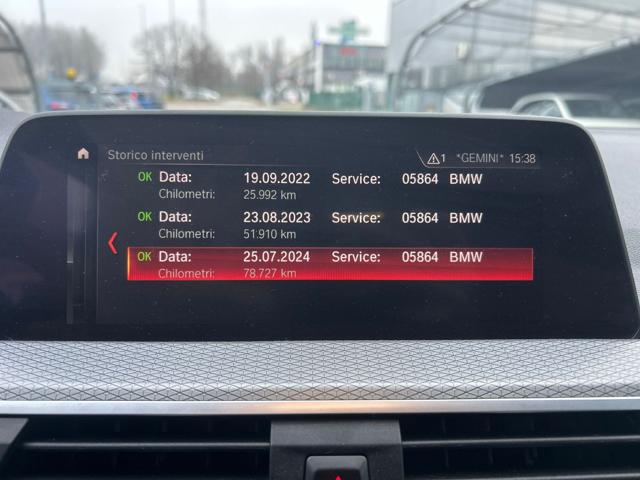 Storico interventi 1 *GEMINI* 15:38
OK Data: 19.09.2022 Service: 05864 BMW
Chilometri: 25.992 km
OK Data: 23.08.2023 Service: 05864 BMW
Chilometri: 51.910 km
OK Data: 25.07.2024 Service: 05864 BMW
Chilometri: 78.727 km